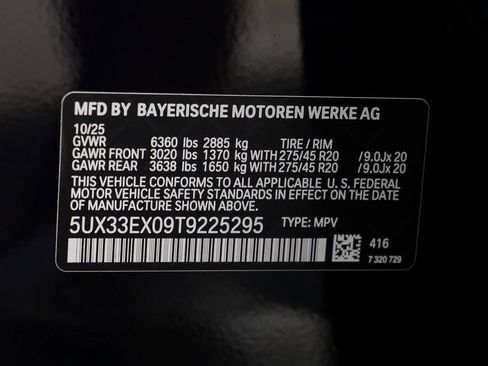 MFD BY BAYERISCHE MOTOREN WERKE AG
10/25
GVWR 6360 lbs 2885 kg TIRE / RIM
GAWR FRONT 3020 lbs 1370 kg WITH 275/45 R20 / 9.0Jx 20
GAWR REAR 3638 lbs 1650 kg WITH 275/45 R20 / 9.0Jx 20
THIS VEHICLE CONFORMS TO ALL APPLICABLE U.S. FEDERAL
MOTOR VEHICLE SAFETY STANDARDS IN EFFECT ON THE DATE
OF MANUFACTURE SHOWN ABOVE.
5UX33EX09T9225295 TYPE: MPV
416
7 320 729